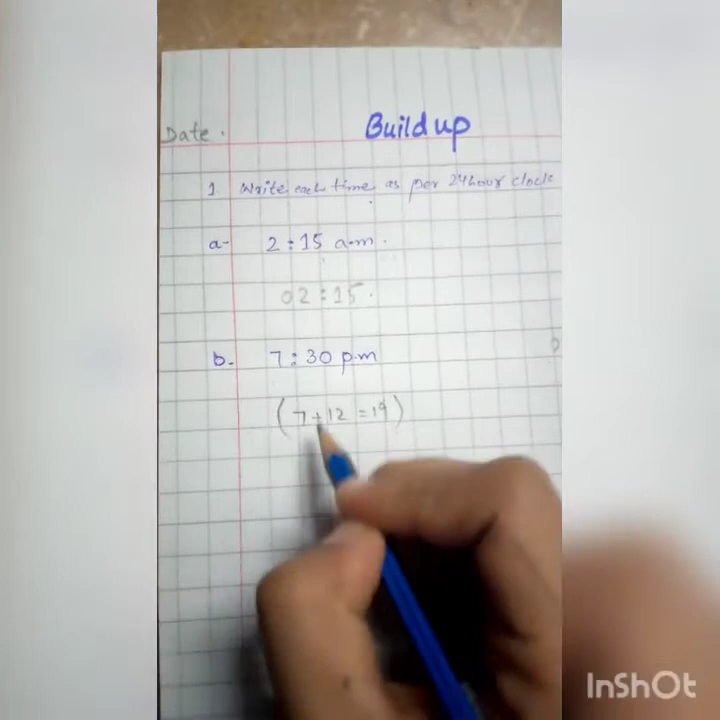 Date.
Build up
1 Write each time as per 24 hour clock
a- 2 : 15 a.m.
02 : 15.
b. 7 : 30 p.m
( 7+12 = 19 )
InShOt